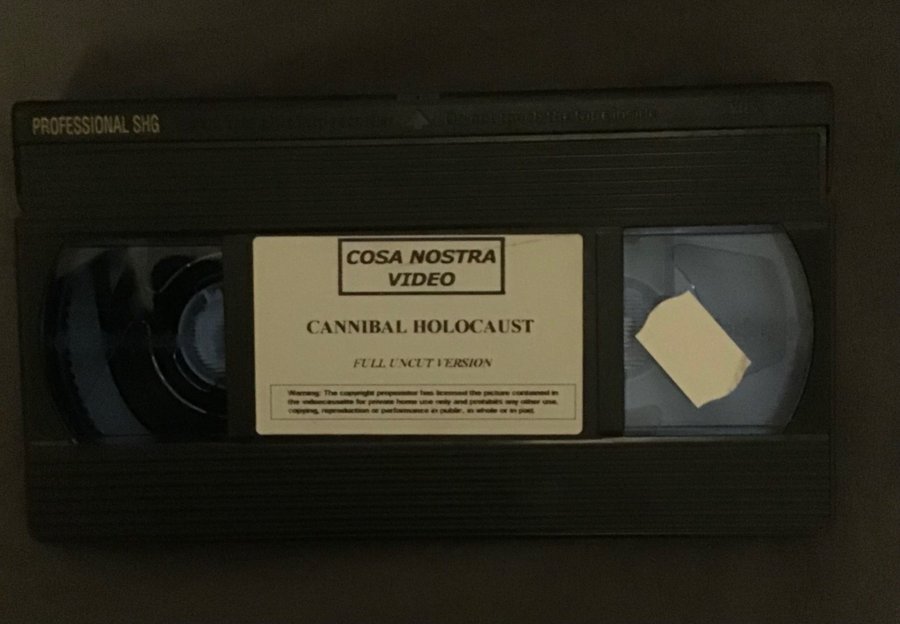 PROFESSIONAL SHG
COSA NOSTRA
VIDEO
CANNIBAL HOLOCAUST
FULL UNCUT VERSION
Warning: The copyright proprietor has licensed the picture contained in
the videocassette for private home use only and prohibits any other use,
copying, reproduction or performance in public, in whole or in part.